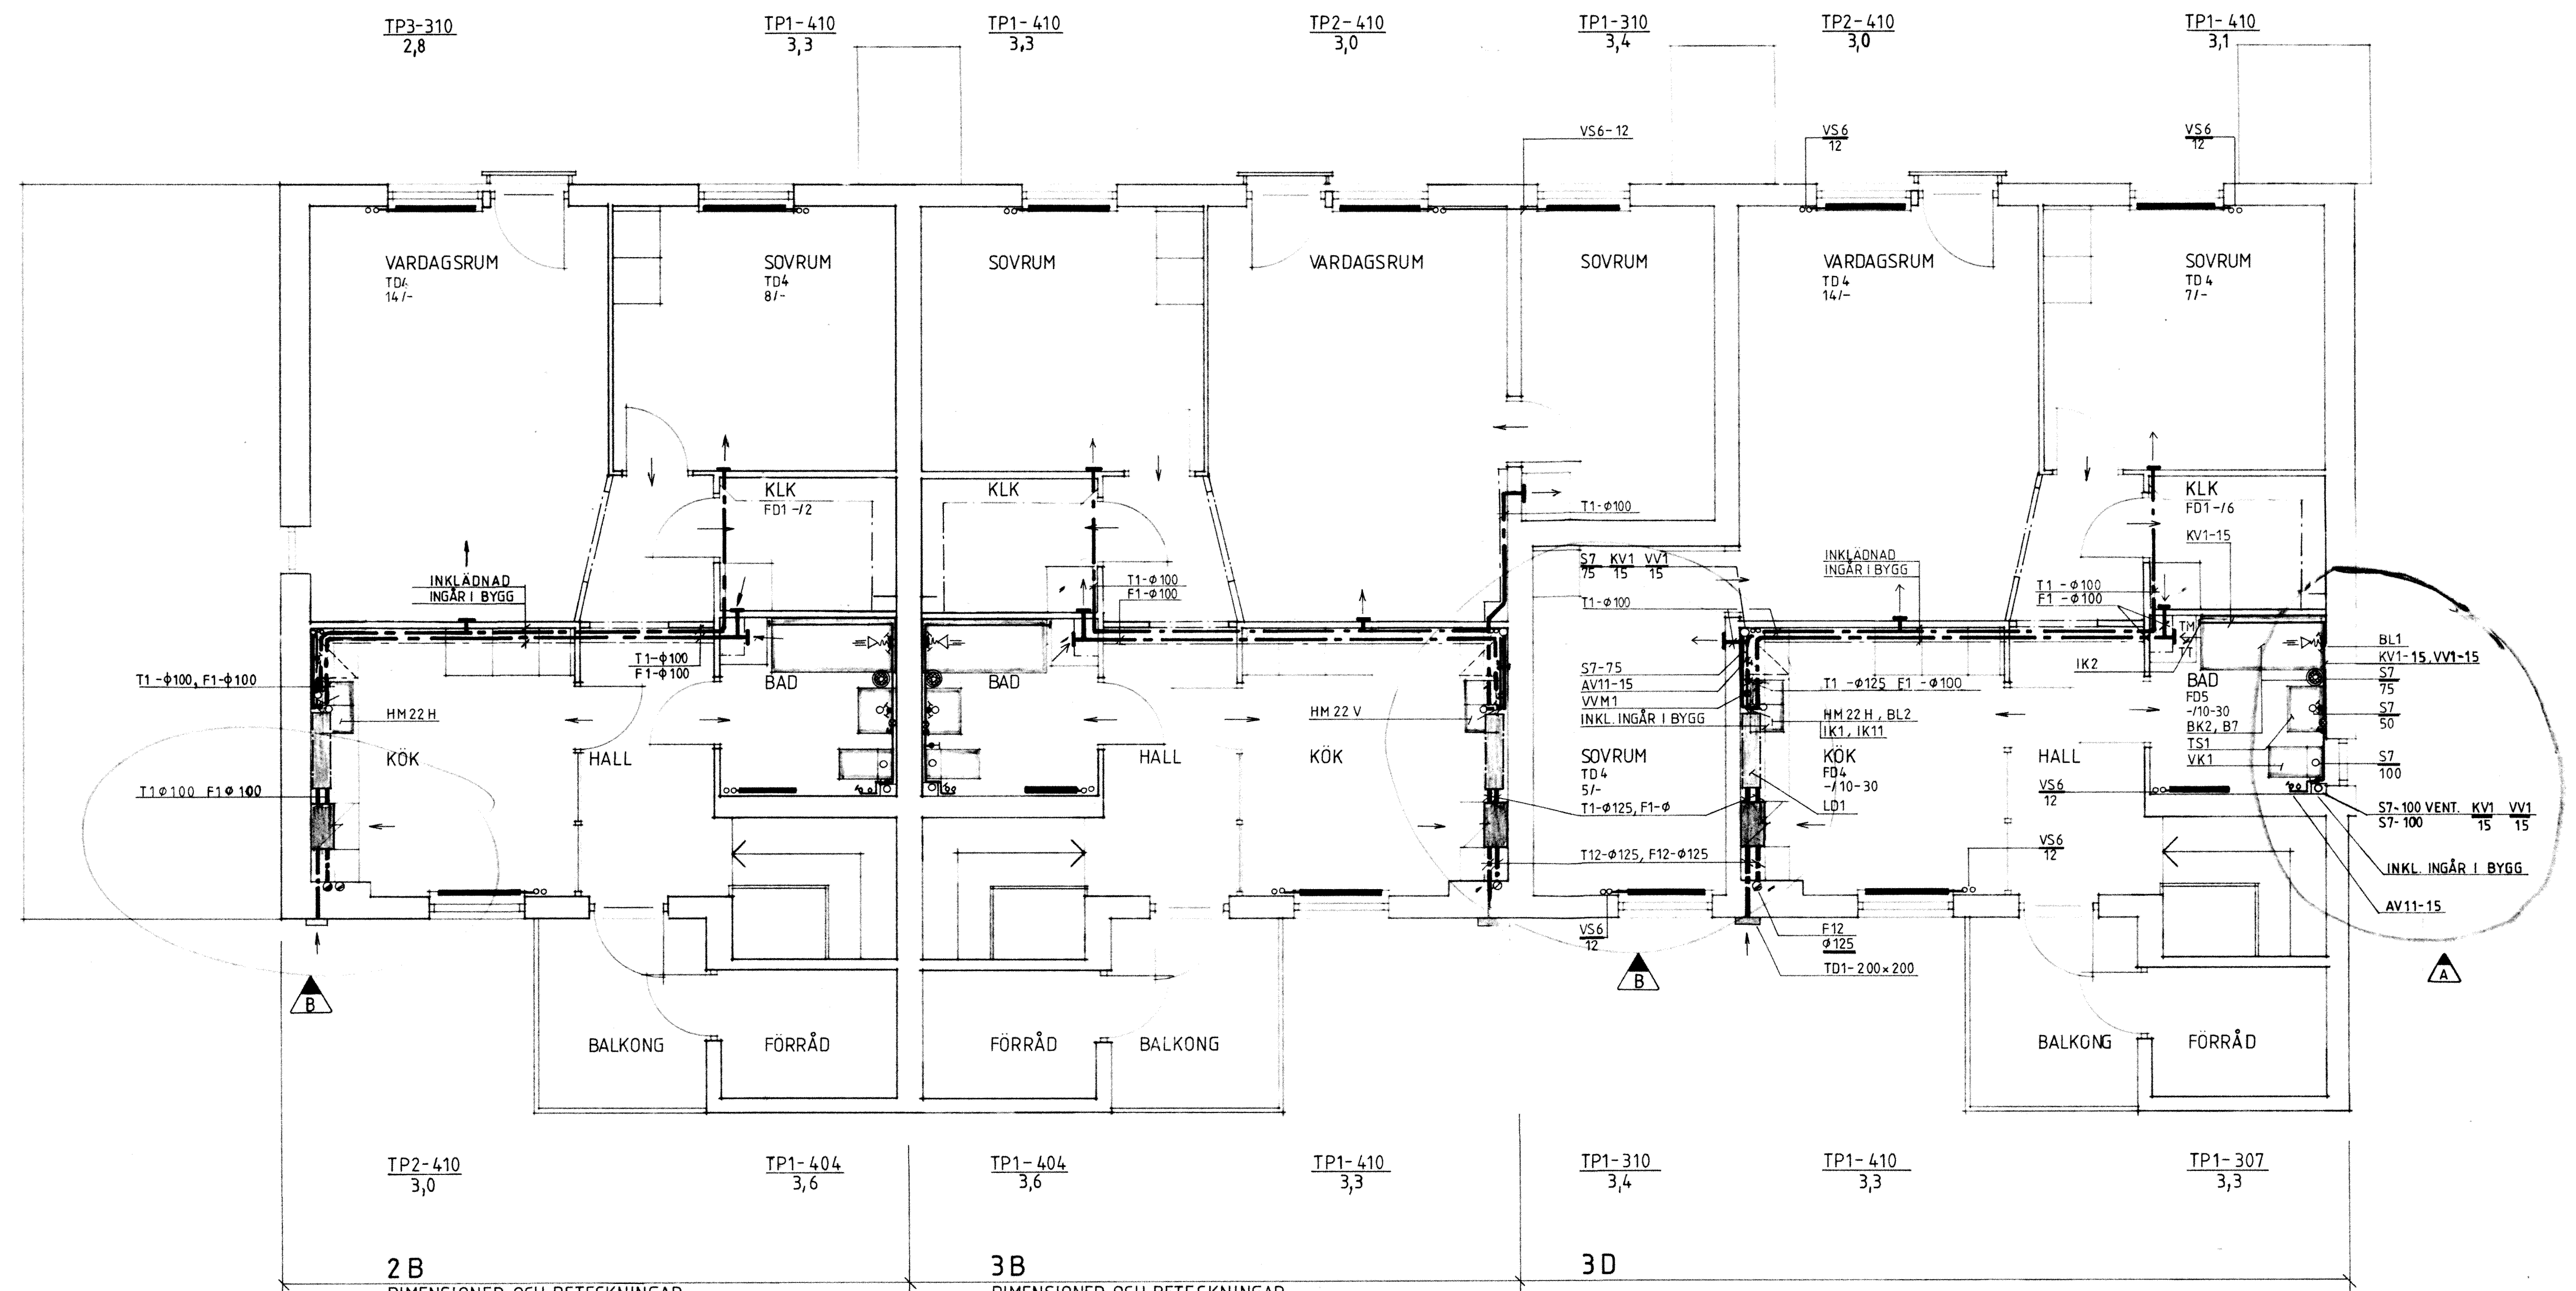 TP3-310
2,8
TP1-410
3,3
TP1-410
3,3
TP2-410
3,0
TP1-310
3,4
TP2-410
3,0
TP1-410
3,1
VS6-12
VS6
12
VS6
12
VARDAGSRUM
TD4
14/-
SOVRUM
TD4
8/-
SOVRUM
VARDAGSRUM
SOVRUM
VARDAGSRUM
TD4
14/-
SOVRUM
TD4
7/-
KLK
FD1 -/2
KLK
T1-Φ100
KLK
FD1 -/6
KV1-15
INKLÄDNAD
INGÅR I BYGG
T1-Φ100
F1-Φ100
S7 KV1 VV1
75 15 15
T1-Φ100
INKLÄDNAD
INGÅR I BYGG
T1 -Φ100
F1 -Φ100
TM
TT
IK2
T1-Φ100
F1-Φ100
T1 -Φ100, F1-Φ100
HM 22 H
BAD
BAD
HM 22 V
S7-75
AV11-15
VVM1
INKL. INGÅR I BYGG
T1 -Φ125 F1 -Φ100
HM 22 H, BL2
IK1, IK11
BAD
FD5
-/10-30
BK2, B7
TS1
VK1
BL1
KV1-15, VV1-15
S7
75
S7
50
S7
100
KÖK
HALL
HALL
KÖK
SOVRUM
TD4
5/-
KÖK
FD4
-/10-30
HALL
T1Φ100 F1Φ100
T1-Φ125, F1-Φ
LD1
VS6
12
S7-100 VENT. KV1 VV1
S7-100 15 15
T12-Φ125, F12-Φ125
VS6
12
INKL. INGÅR I BYGG
AV11-15
VS6
12
F12
Φ125
TD1-200×200
B
B
A
BALKONG
FÖRRÅD
FÖRRÅD
BALKONG
BALKONG
FÖRRÅD
TP2-410
3,0
TP1-404
3,6
TP1-404
3,6
TP1-410
3,3
TP1-310
3,4
TP1-410
3,3
TP1-307
3,3
2B
3B
3D
DIMENSIONER OCH BETECKNINGAR
DIMENSIONER OCH BETECKNINGAR